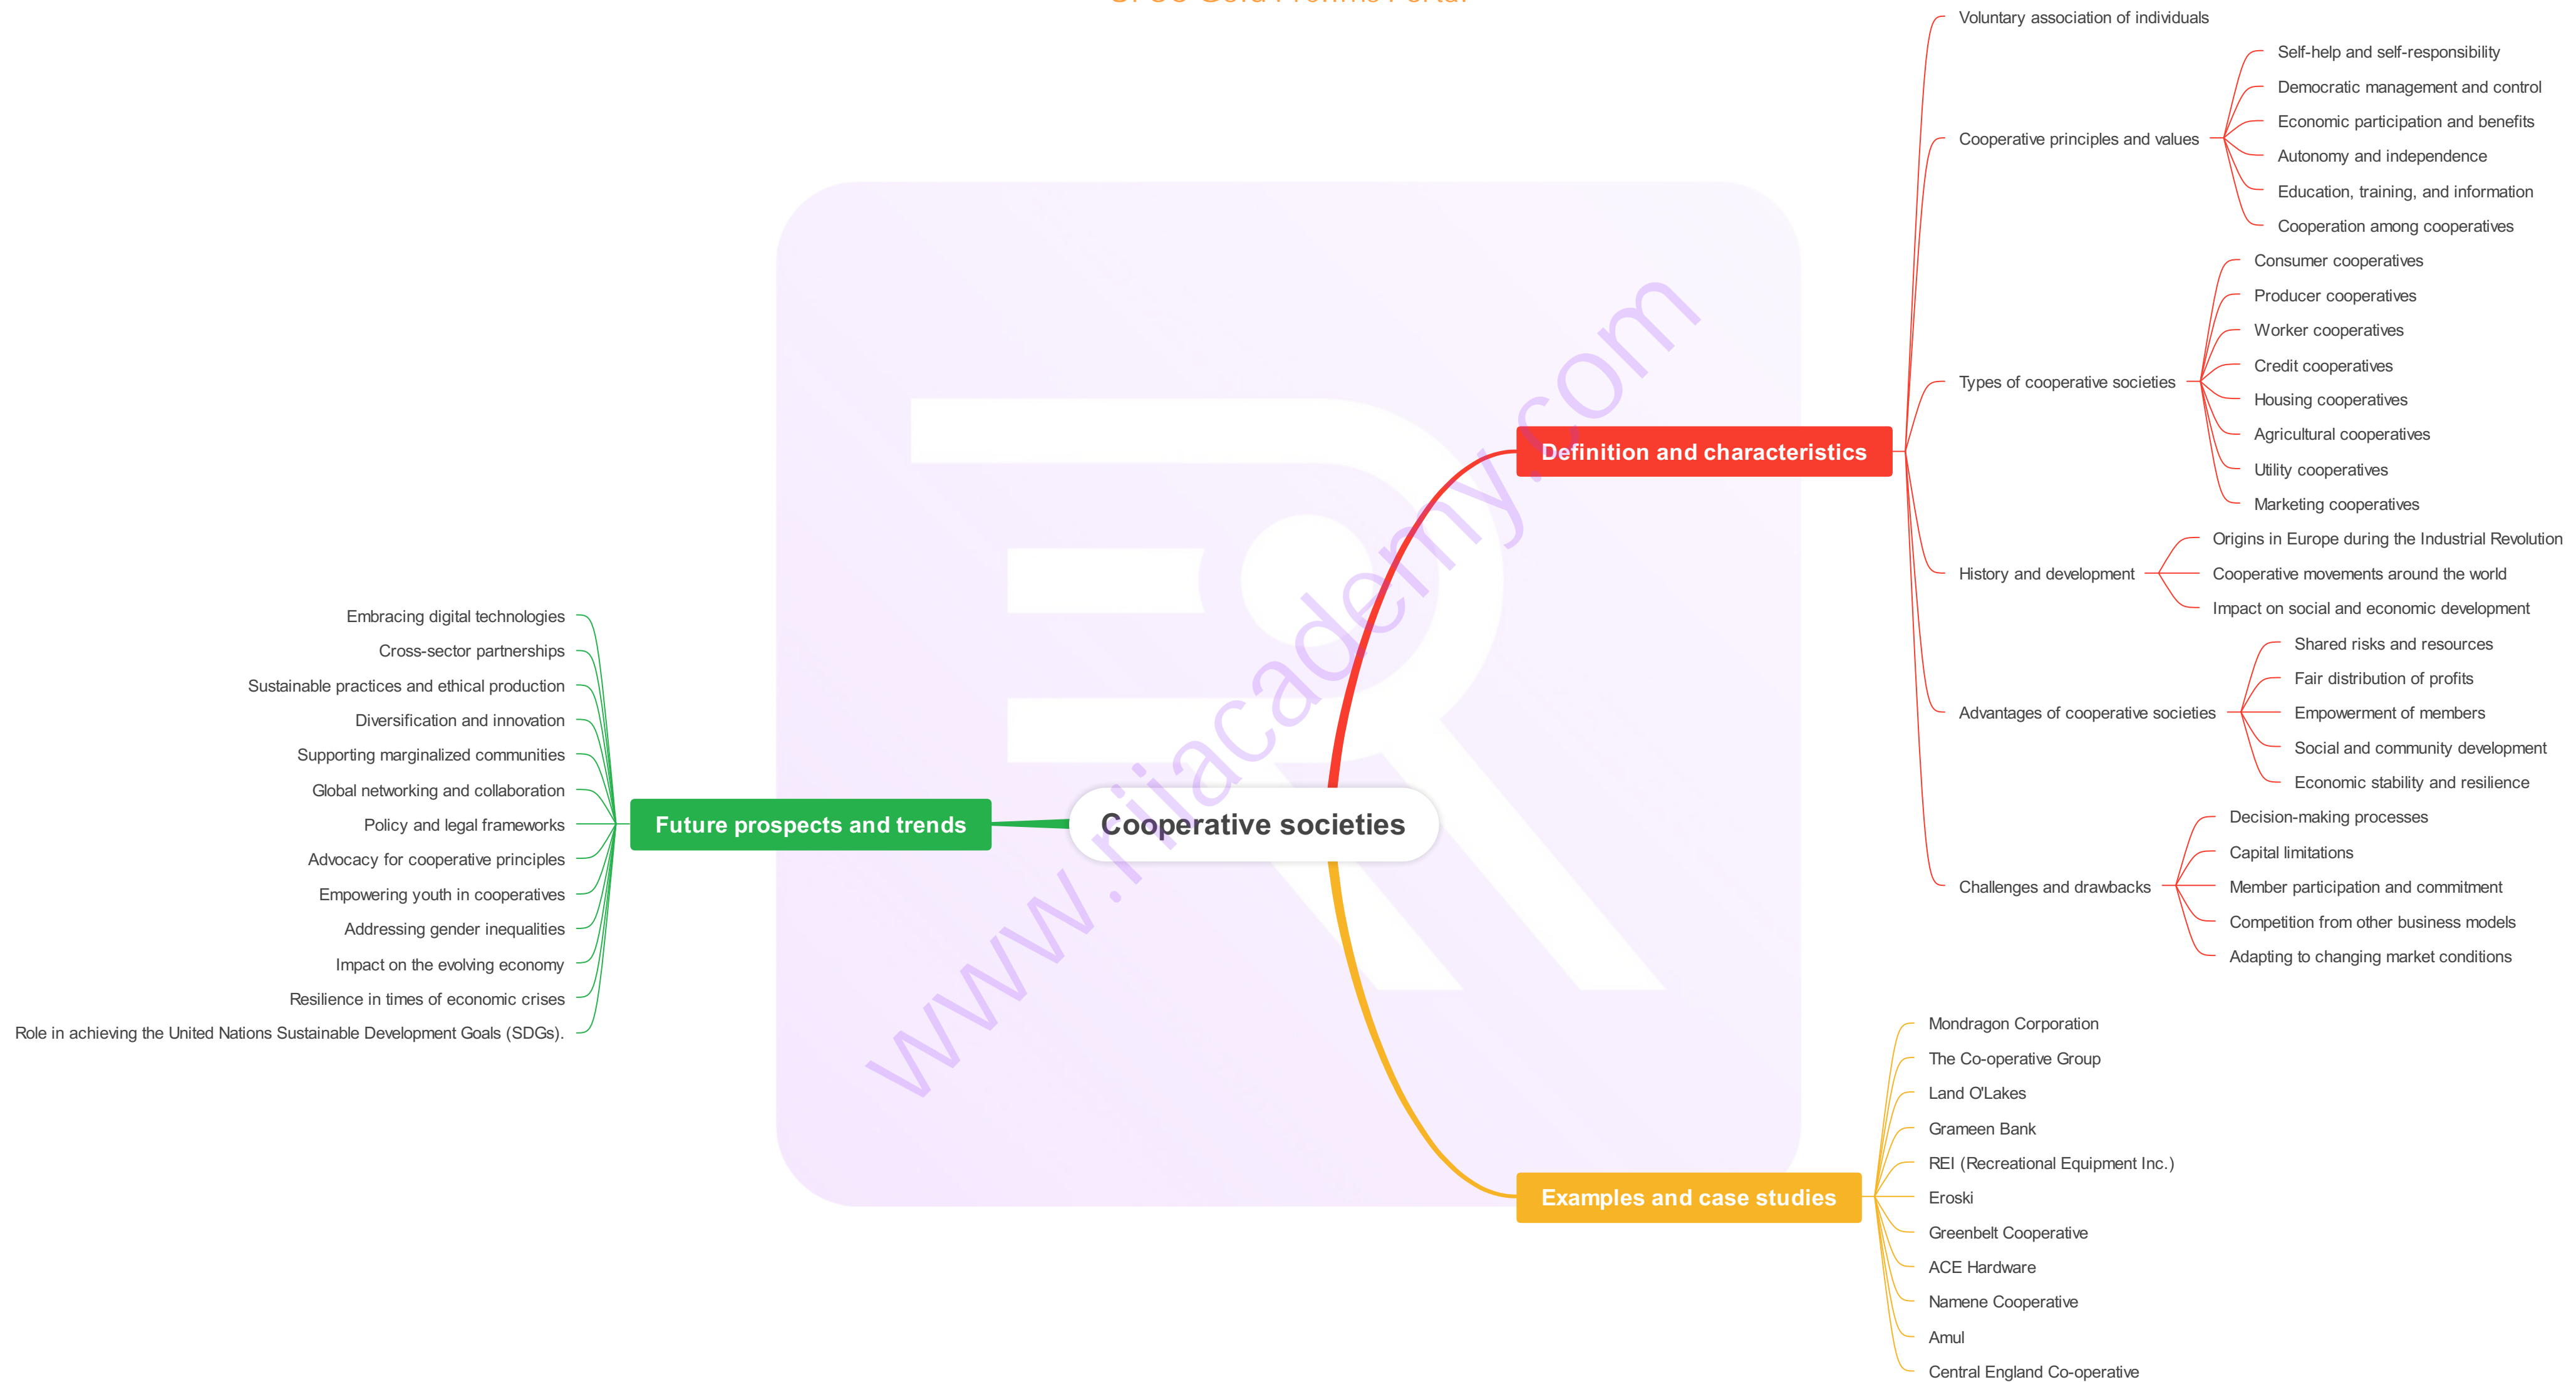 Cooperative societies
Definition and characteristics
Voluntary association of individuals
Cooperative principles and values
Self-help and self-responsibility
Democratic management and control
Economic participation and benefits
Autonomy and independence
Education, training, and information
Cooperation among cooperatives
Types of cooperative societies
Consumer cooperatives
Producer cooperatives
Worker cooperatives
Credit cooperatives
Housing cooperatives
Agricultural cooperatives
Utility cooperatives
Marketing cooperatives
History and development
Origins in Europe during the Industrial Revolution
Cooperative movements around the world
Impact on social and economic development
Advantages of cooperative societies
Shared risks and resources
Fair distribution of profits
Empowerment of members
Social and community development
Economic stability and resilience
Challenges and drawbacks
Decision-making processes
Capital limitations
Member participation and commitment
Competition from other business models
Adapting to changing market conditions
Examples and case studies
Mondragon Corporation
The Co-operative Group
Land O'Lakes
Grameen Bank
REI (Recreational Equipment Inc.)
Eroski
Greenbelt Cooperative
ACE Hardware
Namene Cooperative
Amul
Central England Co-operative
Future prospects and trends
Embracing digital technologies
Cross-sector partnerships
Sustainable practices and ethical production
Diversification and innovation
Supporting marginalized communities
Global networking and collaboration
Policy and legal frameworks
Advocacy for cooperative principles
Empowering youth in cooperatives
Addressing gender inequalities
Impact on the evolving economy
Resilience in times of economic crises
Role in achieving the United Nations Sustainable Development Goals (SDGs).